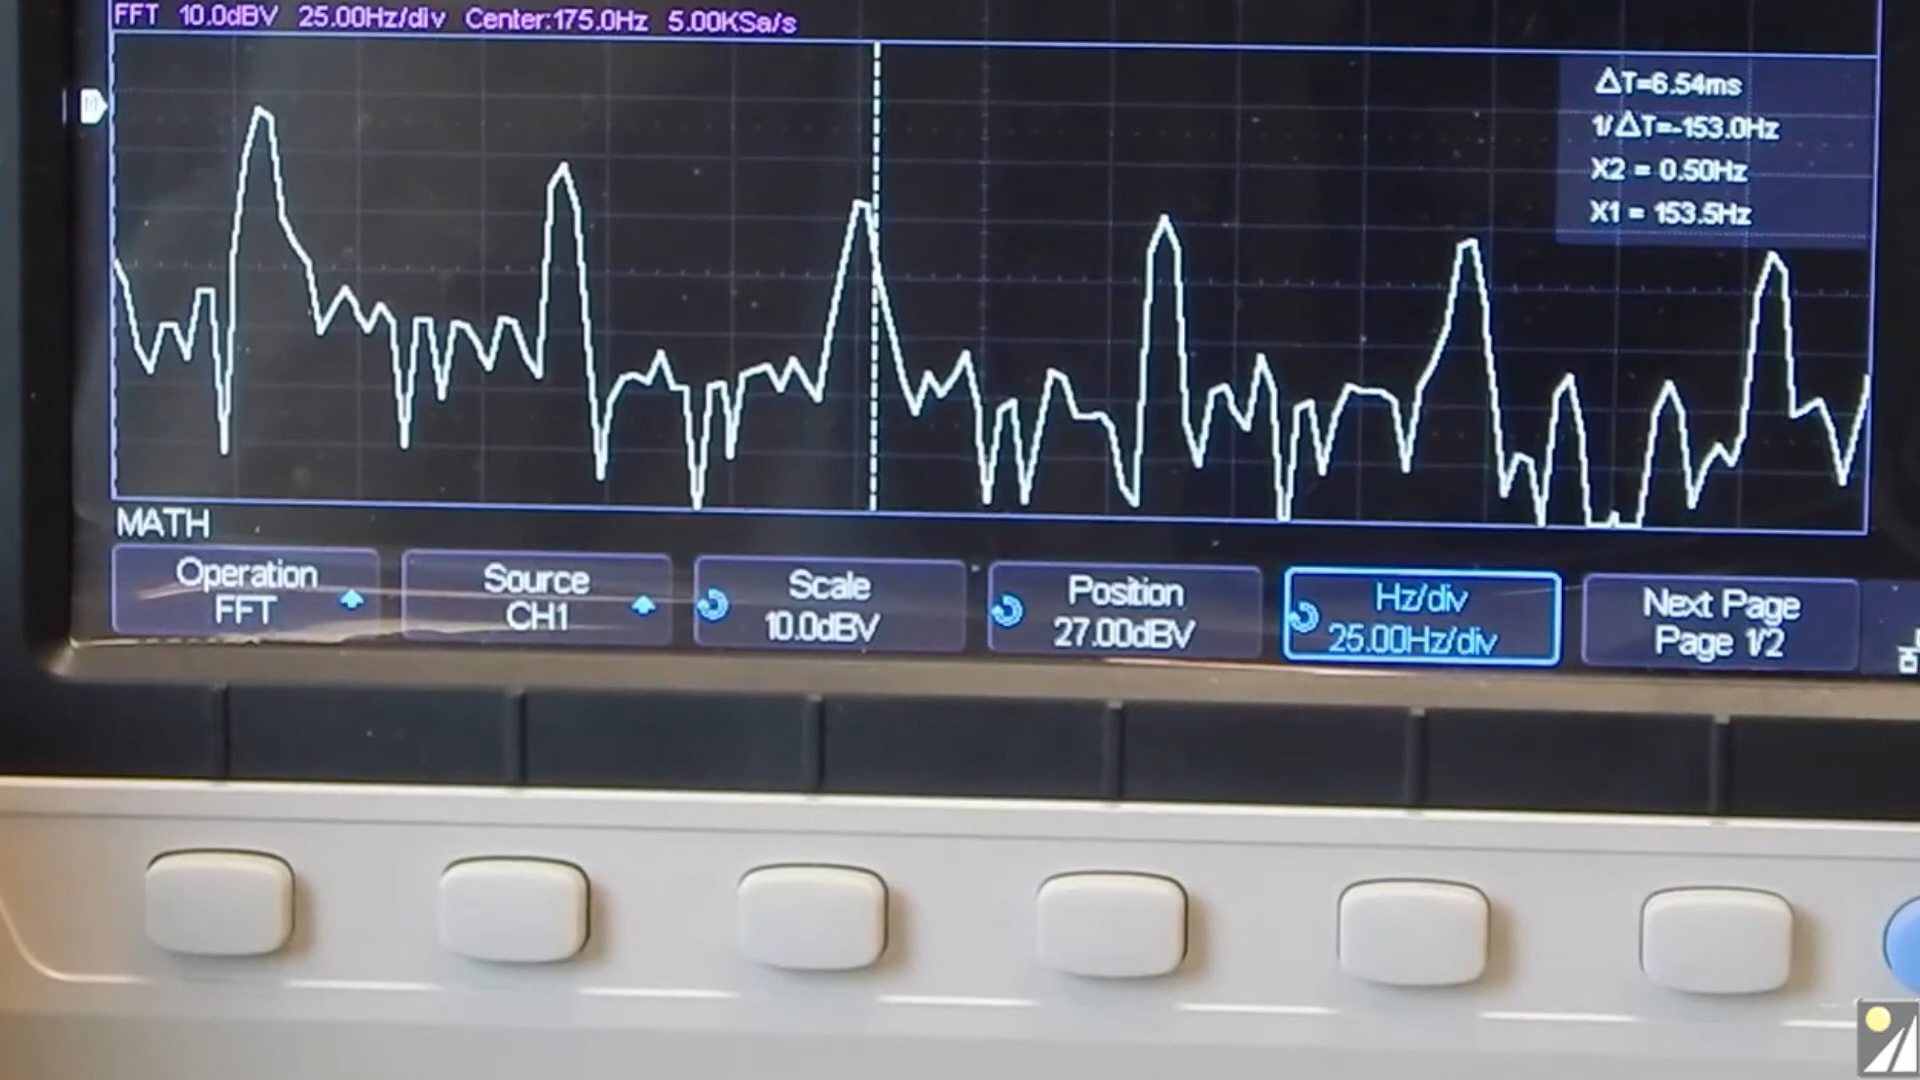 FFT 10.0dBV 25.00Hz/div Center:175.0Hz 5.00KSa/s
△T=6.54ms
1/△T=-153.0Hz
X2 = 0.50Hz
X1 = 153.5Hz
M
MATH
Operation
FFT
Source
CH1
Scale
10.0dBV
Position
27.00dBV
Hz/div
25.00Hz/div
Next Page
Page 1/2